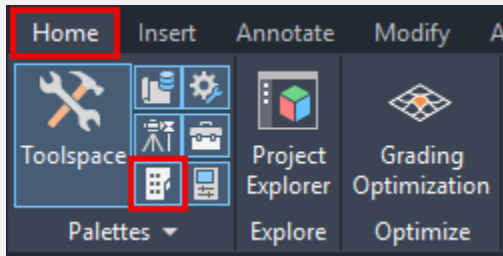 Home Insert Annotate Modify A
Toolspace
Project
Explorer
Grading
Optimization
Palettes Explore Optimize